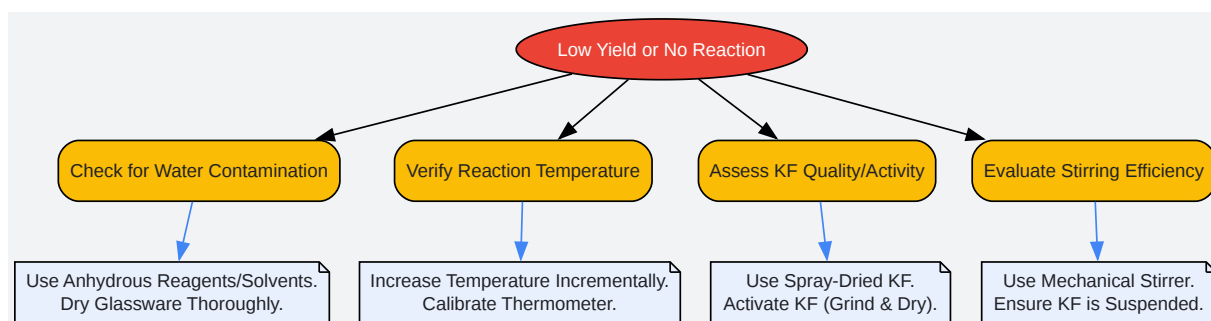 Low Yield or No Reaction
Check for Water Contamination
Verify Reaction Temperature
Assess KF Quality/Activity
Evaluate Stirring Efficiency
Use Anhydrous Reagents/Solvents.
Dry Glassware Thoroughly.
Increase Temperature Incrementally.
Calibrate Thermometer.
Use Spray-Dried KF.
Activate KF (Grind & Dry).
Use Mechanical Stirrer.
Ensure KF is Suspended.